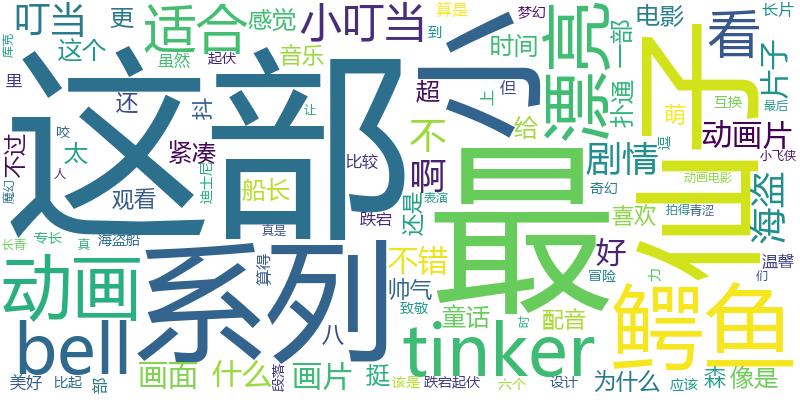 这部
最
系列
小
仙
子
鳄鱼
tinker
bell
动画
漂亮
适合
小叮当
叮当
看
剧情
海盗
片子
动画片
不
啊
好
不错
更
感觉
这个
虽然
起伏
音乐
算是
梦幻
到
时间
上
但
电影
一部
长片
库克
里
还
抖
超
给
扑通
萌
互换
最后
咬
让
不过
太
紧凑
人
魔幻
观看
迪士尼
船长
比较
表演
还是
奇幻
喜欢
逗
动画电影
小飞侠
拍得青涩
长青
专长
真
海盗船
真是
跌宕
算得
帅气
致敬
童话
配音
冒险
力
们
温馨
八
美好
比起
部
画面
什么
段落
画片
挺
该是
跌宕起伏
六个
的
设计
为什么
应该
森
像是